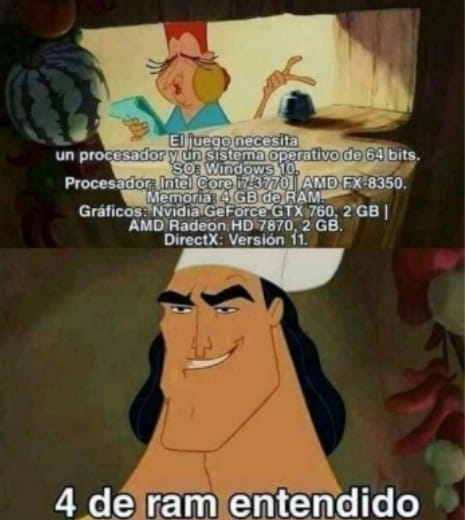 El juego necesita
un procesador y un sistema operativo de 64 bits.
SO: Windows 10.
Procesador: Intel Core i7-3770 | AMD FX-8350.
Memoria: 4 GB de RAM.
Gráficos: Nvidia GeForce GTX 760, 2 GB |
AMD Radeon HD 7870, 2 GB.
DirectX: Versión 11.
4 de ram entendido